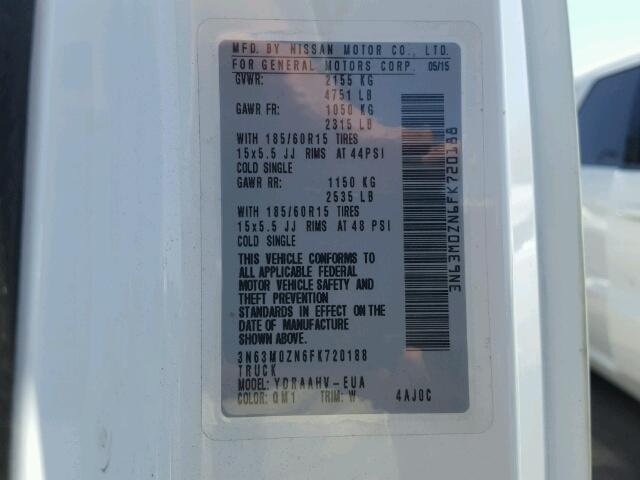 MFD. BY NISSAN MOTOR CO., LTD.
FOR GENERAL MOTORS CORP. 05/15
GVWR: 2155 KG
4751 LB
GAWR FR: 1050 KG
2315 LB
WITH 185/60R15 TIRES
15x5.5 JJ RIMS AT 44PSI
COLD SINGLE
GAWR RR: 1150 KG
2535 LB
WITH 185/60R15 TIRES
15x5.5 JJ RIMS AT 48 PSI
COLD SINGLE
THIS VEHICLE CONFORMS TO
ALL APPLICABLE FEDERAL
MOTOR VEHICLE SAFETY AND
THEFT PREVENTION
STANDARDS IN EFFECT ON THE
DATE OF MANUFACTURE
SHOWN ABOVE.
3N63M0ZN6FK720188
TRUCK
MODEL: YDRAAHV-EUA
COLOR: QM1 TRIM: W 4AJ0C
3N63M0ZN6FK720188